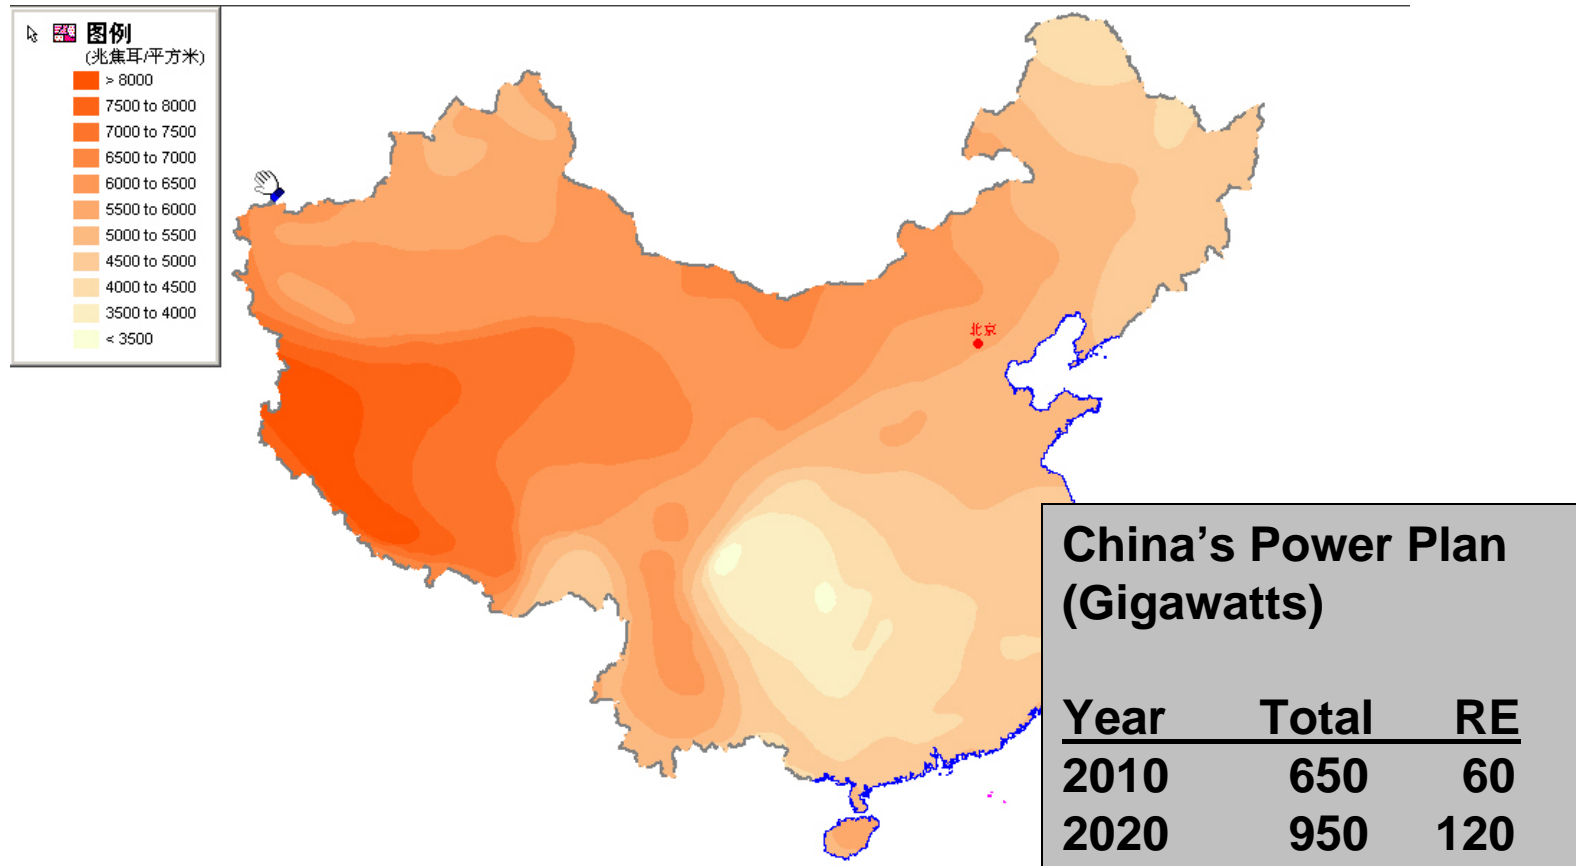 图例
(兆焦耳/平方米)
> 8000
7500 to 8000
7000 to 7500
6500 to 7000
6000 to 6500
5500 to 6000
5000 to 5500
4500 to 5000
4000 to 4500
3500 to 4000
< 3500
北京
China’s Power Plan
(Gigawatts)
Year Total RE
2010 650 60
2020 950 120